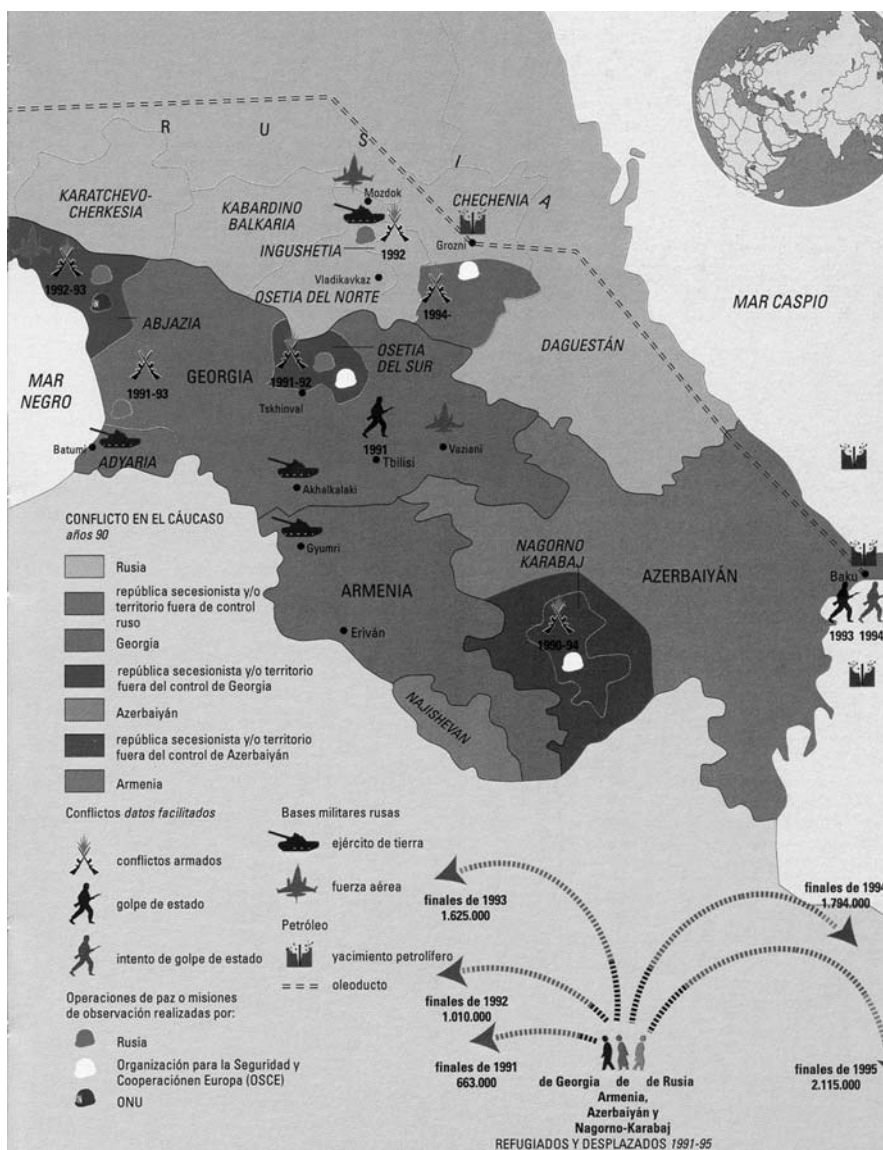 R U S I A
KARATCHEVO-
CHERKESIA
KABARDINO
BALKARIA
Mozdok
CHECHENIA
INGUSHETIA
1992
Grozni
Vladikavkaz
OSETIA DEL NORTE
1994-
1992-93
ABJAZIA
MAR CASPIO
DAGUESTÁN
MAR
NEGRO
GEORGIA
1991-93
1991-92
OSETIA
DEL SUR
Tskhinval
1991
Tbilisi
Vaziani
Batumi
ADYARIA
Akhalkalaki
Gyumri
ARMENIA
Eriván
NAGORNO
KARABAJ
AZERBAIYÁN
Baku
1993 1994
1990-94
NAJISHEVAN
CONFLICTO EN EL CÁUCASO
años 90
Rusia
república secesionista y/o
territorio fuera de control
ruso
Georgia
república secesionista y/o territorio
fuera del control de Georgia
Azerbaiyán
república secesionista y/o territorio
fuera del control de Azerbaiyán
Armenia
Conflictos datos facilitados
conflictos armados
golpe de estado
intento de golpe de estado
Operaciones de paz o misiones
de observación realizadas por:
Rusia
Organización para la Seguridad y
Cooperaciónen Europa (OSCE)
ONU
Bases militares rusas
ejército de tierra
fuerza aérea
Petróleo
yacimiento petrolífero
oleoducto
finales de 1993
1.625.000
finales de 1992
1.010.000
finales de 1991
663.000
finales de 1994
1.794.000
finales de 1995
2.115.000
de Georgia de de Rusia
Armenia,
Azerbaiyán y
Nagorno-Karabaj
REFUGIADOS Y DESPLAZADOS 1991-95